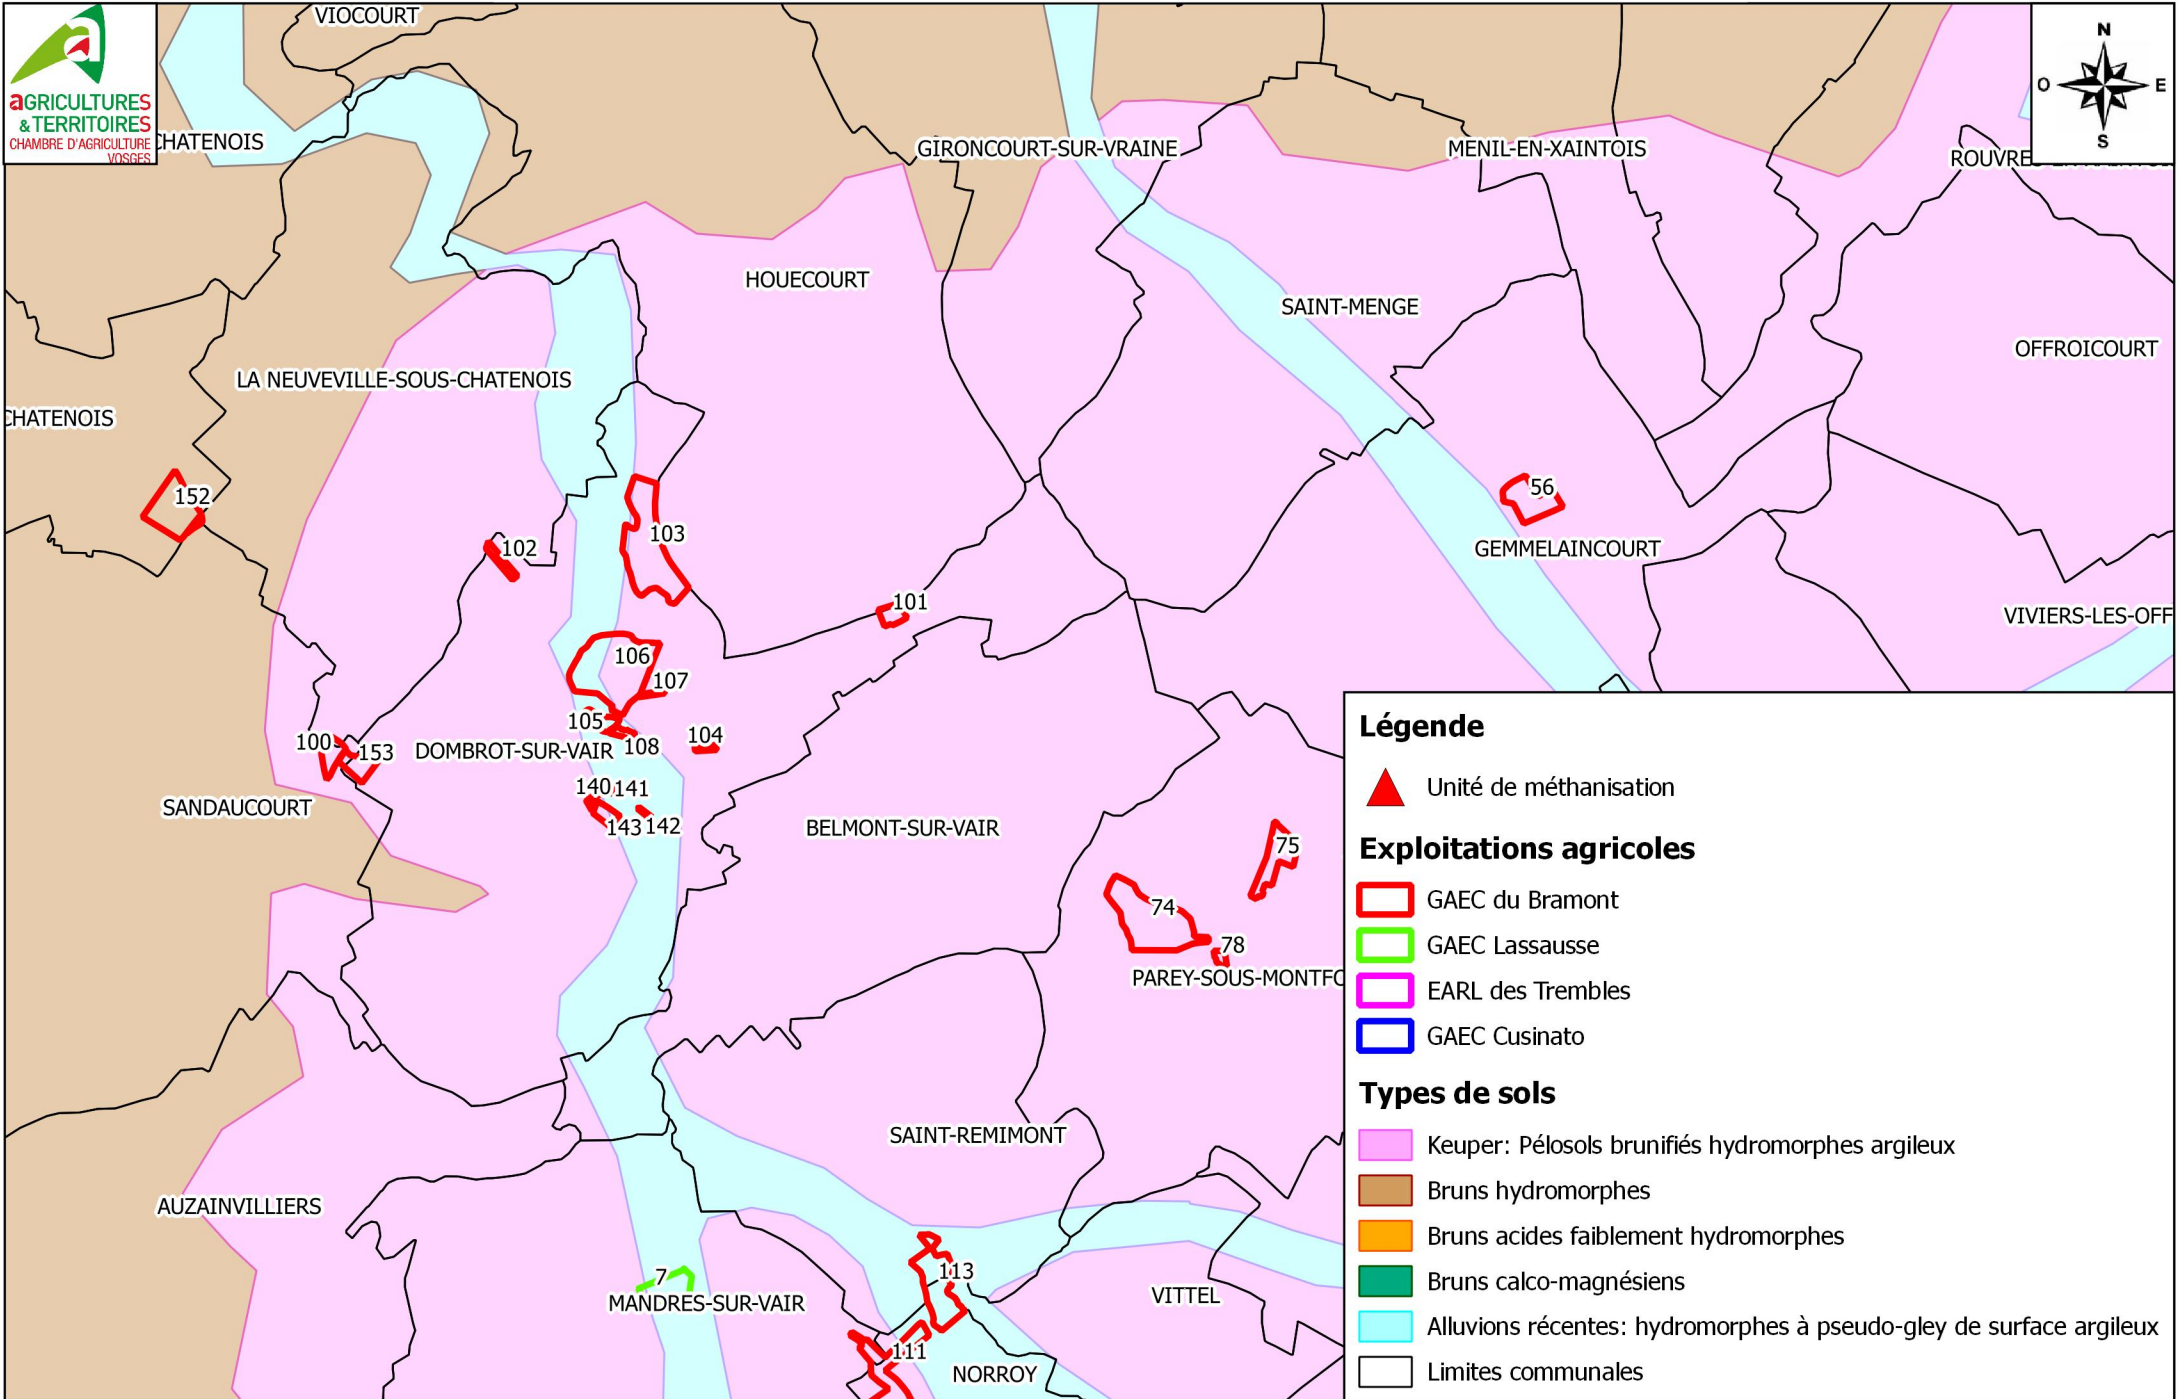 VIOCOURT
N
O
E
S
aGRICULTURES
& TERRITOIRES
CHAMBRE D'AGRICULTURE
VOSGES
CHATENOIS
GIRONCOURT-SUR-VRAINE
MENIL-EN-XAINTOIS
HOUECOURT
SAINT-MENGE
OFFROICOURT
LA NEUVEVILLE-SOUS-CHATENOIS
CHATENOIS
152
56
103
102
GEMMELAINCOURT
101
VIVIERS-LES-OFF
106
107
105
104
100
108
153
DOMBROT-SUR-VAIR
140
141
SANDAUCOURT
143
142
BELMONT-SUR-VAIR
75
74
78
PAREY-SOUS-MONTFO
SAINT-REMIMONT
AUZAINVILLIERS
113
7
MANDRES-SUR-VAIR
VITTEL
111
NORROY
Légende
Unité de méthanisation
Exploitations agricoles
GAEC du Bramont
GAEC Lassausse
EARL des Trembles
GAEC Cusinato
Types de sols
Keuper: Pélosols brunifiés hydromorphes argileux
Bruns hydromorphes
Bruns acides faiblement hydromorphes
Bruns calco-magnésiens
Alluvions récentes: hydromorphes à pseudo-gley de surface argileux
Limites communales